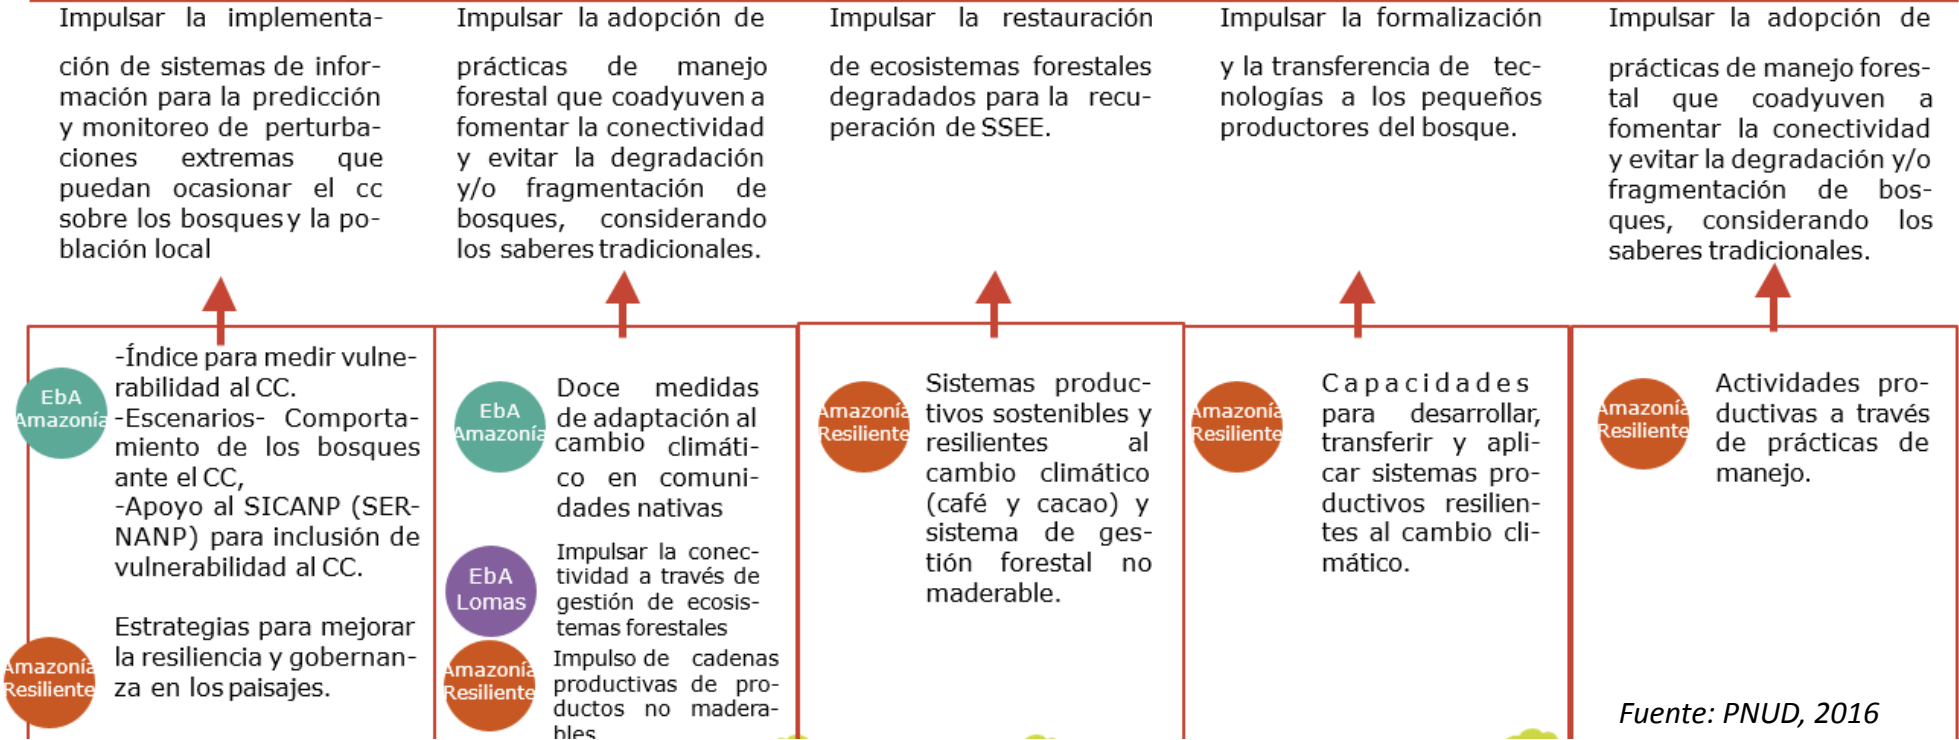 Impulsar la implementa-
ción de sistemas de infor-
mación para la predicción
y monitoreo de perturba-
ciones extremas que
puedan ocasionar el cc
sobre los bosques y la po-
blación local
Impulsar la adopción de
prácticas de manejo
forestal que coadyuven a
fomentar la conectividad
y evitar la degradación
y/o fragmentación de
bosques, considerando
los saberes tradicionales.
Impulsar la restauración
de ecosistemas forestales
degradados para la recu-
peración de SSEE.
Impulsar la formalización
y la transferencia de tec-
nologías a los pequeños
productores del bosque.
Impulsar la adopción de
prácticas de manejo fores-
tal que coadyuven a
fomentar la conectividad
y evitar la degradación y/o
fragmentación de bos-
ques, considerando los
saberes tradicionales.
EbA
Amazonía
-Índice para medir vulne-
rabilidad al CC.
-Escenarios- Comporta-
miento de los bosques
ante el CC,
-Apoyo al SICANP (SER-
NANP) para inclusión de
vulnerabilidad al CC.
Amazonía
Resiliente
Estrategias para mejorar
la resiliencia y gobernan-
za en los paisajes.
EbA
Amazonía
Doce medidas
de adaptación al
cambio climáti-
co en comuni-
dades nativas
EbA
Lomas
Impulsar la conec-
tividad a través de
gestión de ecosis-
temas forestales
Amazonía
Resiliente
Impulso de cadenas
productivas de pro-
ductos no madera-
bles
Amazonía
Resiliente
Sistemas produc-
tivos sostenibles y
resilientes al
cambio climático
(café y cacao) y
sistema de ges-
tión forestal no
maderable.
Amazonía
Resiliente
Capacidades
para desarrollar,
transferir y apli-
car sistemas pro-
ductivos resilien-
tes al cambio cli-
mático.
Amazonía
Resiliente
Actividades pro-
ductivas a través
de prácticas de
manejo.
Fuente: PNUD, 2016